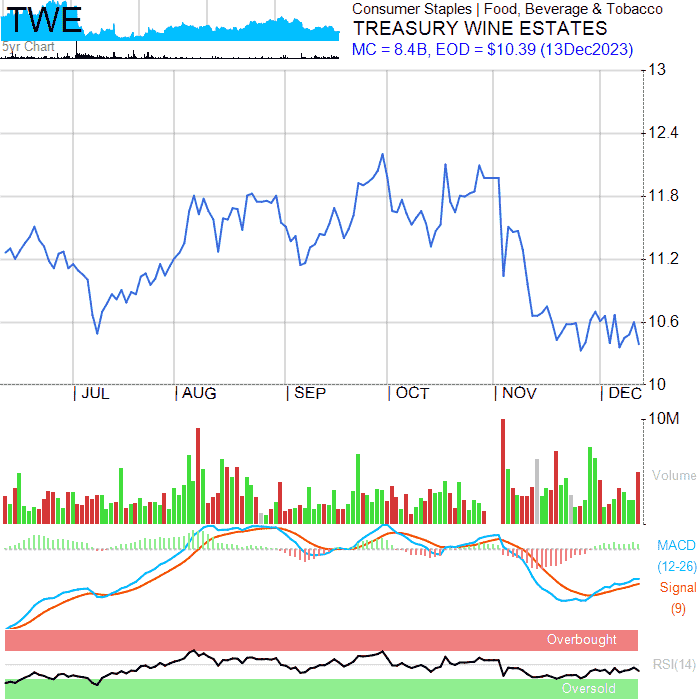 TWE
5yr Chart
Consumer Staples | Food, Beverage & Tobacco
TREASURY WINE ESTATES
MC = 8.4B, EOD = $10.39 (13Dec2023)
13
12.4
11.8
11.2
10.6
10
| JUL | AUG | SEP | OCT | NOV | DEC
10M
Volume
MACD
(12-26)
Signal
(9)
Overbought
RSI(14)
Oversold